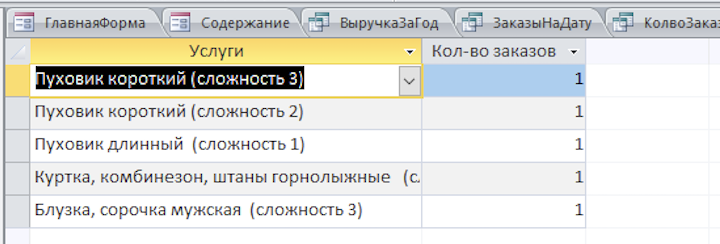 ГлавнаяФорма Содержание ВыручкаЗаГод ЗаказыНаДату КолвоЗака
Услуги Кол-во заказов
Пуховик короткий (сложность 3) 1
Пуховик короткий (сложность 2) 1
Пуховик длинный (сложность 1) 1
Куртка, комбинезон, штаны горнолыжные (с 1
Блузка, сорочка мужская (сложность 3) 1